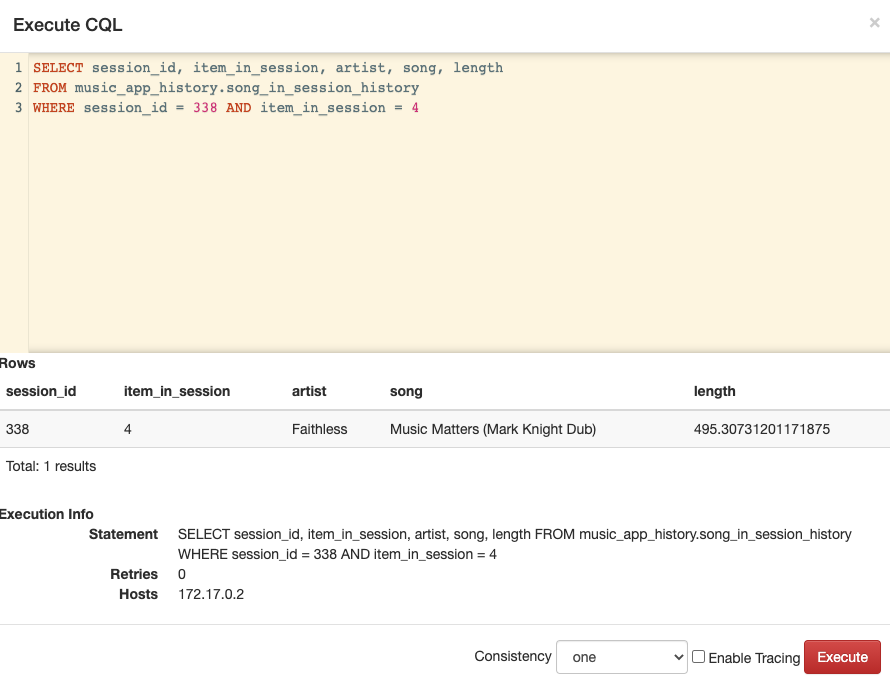 Execute CQL ×
1 SELECT session_id, item_in_session, artist, song, length
2 FROM music_app_history.song_in_session_history
3 WHERE session_id = 338 AND item_in_session = 4
Rows
session_id item_in_session artist song length
338 4 Faithless Music Matters (Mark Knight Dub) 495.30731201171875
Total: 1 results
Execution Info
Statement SELECT session_id, item_in_session, artist, song, length FROM music_app_history.song_in_session_history
WHERE session_id = 338 AND item_in_session = 4
Retries 0
Hosts 172.17.0.2
Consistency one Enable Tracing Execute